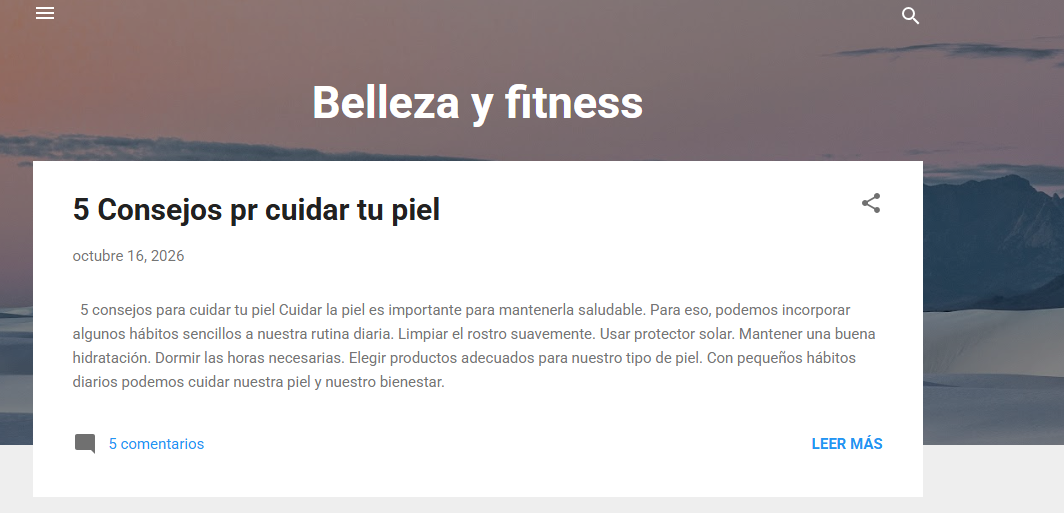 Belleza y fitness
5 Consejos pr cuidar tu piel
octubre 16, 2026
5 consejos para cuidar tu piel Cuidar la piel es importante para mantenerla saludable. Para eso, podemos incorporar
algunos hábitos sencillos a nuestra rutina diaria. Limpiar el rostro suavemente. Usar protector solar. Mantener una buena
hidratación. Dormir las horas necesarias. Elegir productos adecuados para nuestro tipo de piel. Con pequeños hábitos
diarios podemos cuidar nuestra piel y nuestro bienestar.
5 comentarios
LEER MÁS